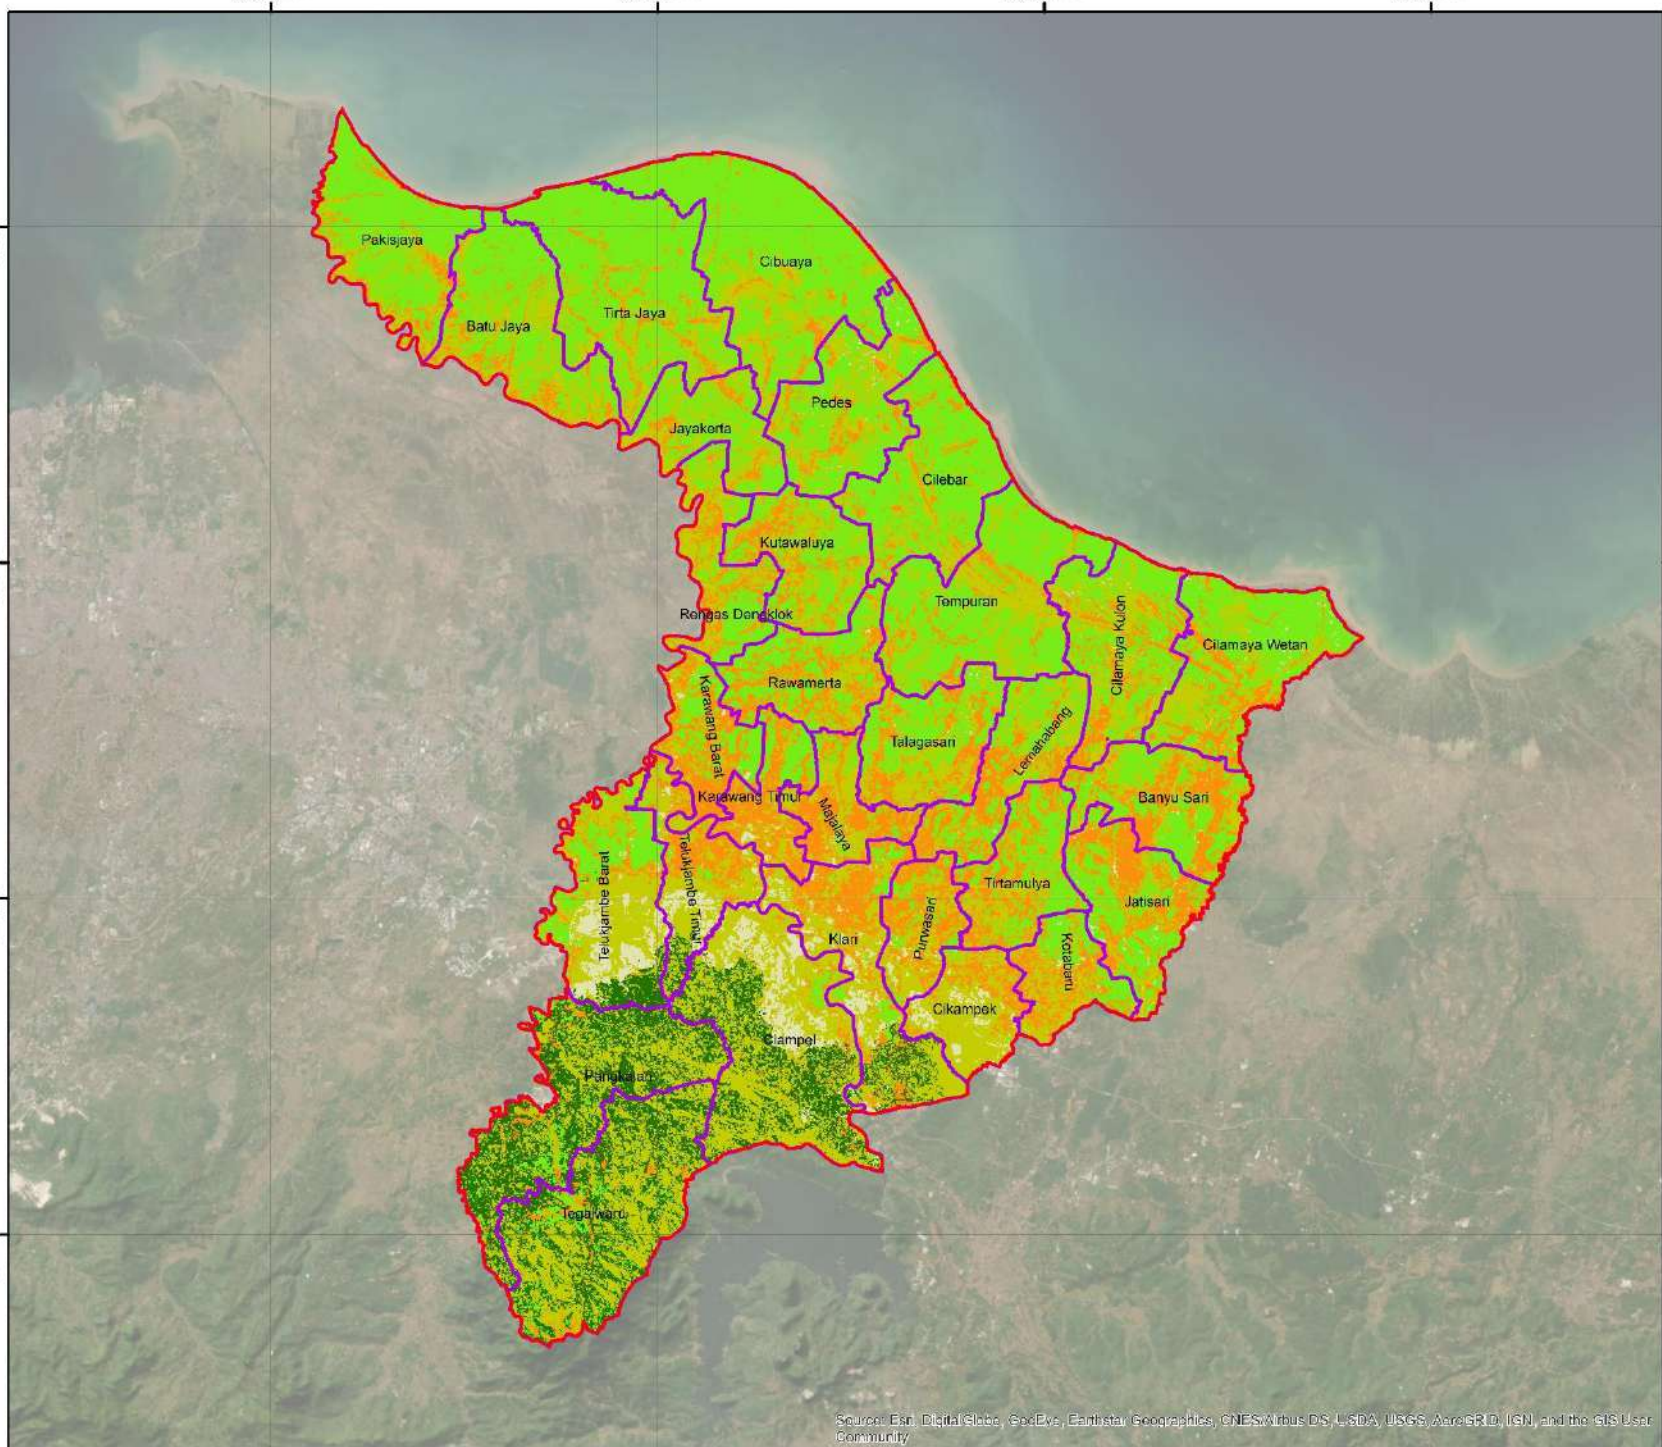 Pakisjaya
Cibuaya
Tirta Jaya
Batu Jaya
Pedes
Jayakerta
Cilebar
Kutawaluya
Tempuran
Rengas Dengklok
Cilamaya Kulon
Cilamaya Wetan
Rawamerta
Karawang Barat
Talagasari
Lemahabang
Karawang Timur
Banyu Sari
Majalaya
Telukjambe Barat
Telukjambe Timur
Tirtamulya
Jatisari
Purwasari
Klari
Kotabaru
Cikampek
Ciampel
Pangkalan
Tegalwaru
Source: Esri, DigitalGlobe, GeoEye, Earthstar Geographics, CNES/Airbus DS, USDA, USGS, AeroGRID, IGN, and the GIS User
Community